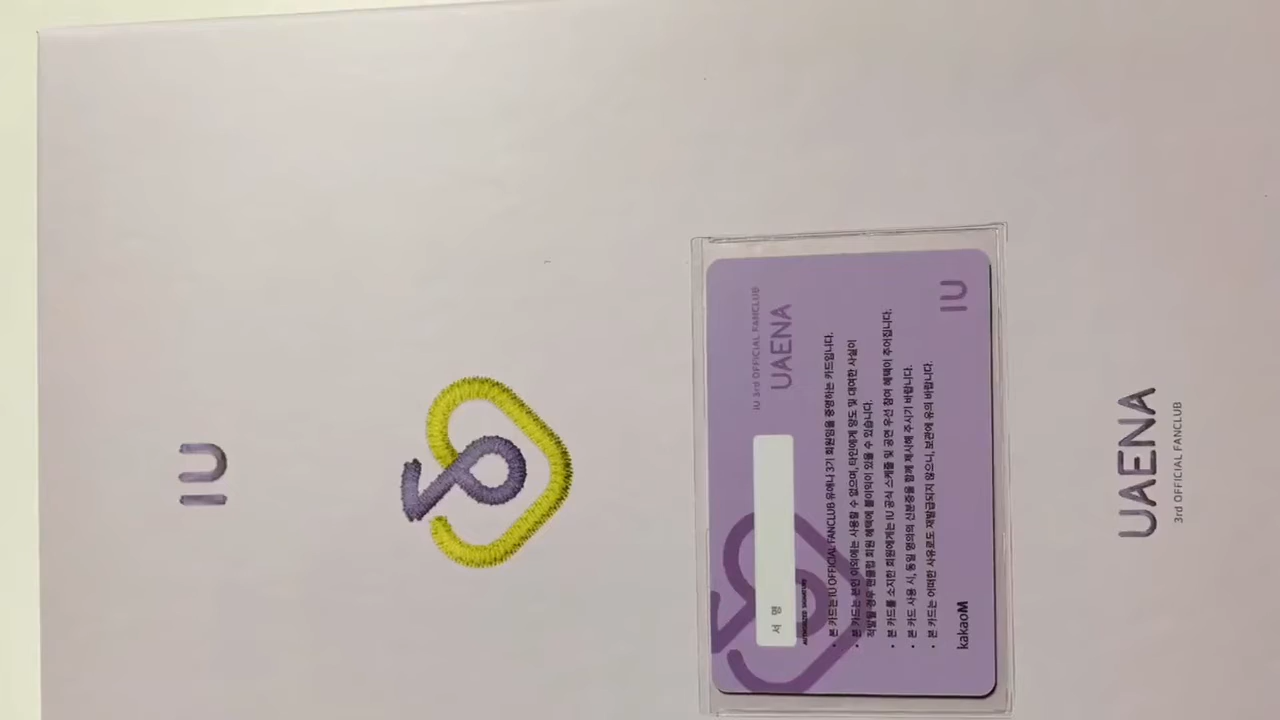 IU
IU 3rd OFFICIAL FANCLUB
UAENA
서 명
AUTHORIZED SIGNATURE
• 본 카드는 IU OFFICIAL FANCLUB 유애나 3기 회원임을 증명하는 카드입니다.
• 본 카드는 본인 이외에는 사용할 수 없으며, 타인에게 양도 및 대여한 사실이
적발될 경우 팬클럽 회원 혜택에 불이익이 있을 수 있습니다.
• 본 카드를 소지한 회원에게는 IU 공식 스케줄 및 공연 우선 참여 혜택이 주어집니다.
• 본 카드 사용 시, 동일 명의의 신분증을 함께 제시해 주시기 바랍니다.
• 본 카드는 어떠한 사유로도 재발급되지 않으니, 보관에 유의 바랍니다.
kakaoM
IU
UAENA
3rd OFFICIAL FANCLUB